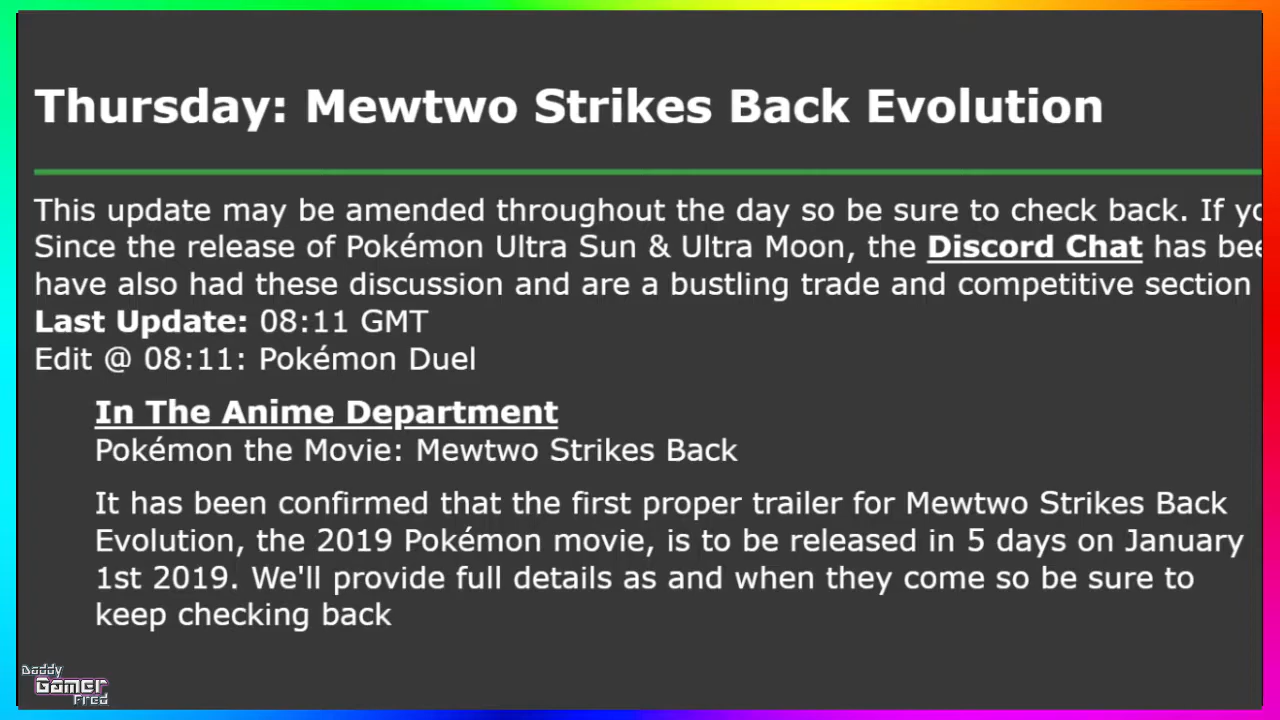 Thursday: Mewtwo Strikes Back Evolution
This update may be amended throughout the day so be sure to check back. If
Since the release of Pokémon Ultra Sun & Ultra Moon, the Discord Chat has
have also had these discussion and are a bustling trade and competitive section
Last Update: 08:11 GMT
Edit @ 08:11: Pokémon Duel
In The Anime Department
Pokémon the Movie: Mewtwo Strikes Back
It has been confirmed that the first proper trailer for Mewtwo Strikes Back
Evolution, the 2019 Pokémon movie, is to be released in 5 days on January
1st 2019. We'll provide full details as and when they come so be sure to
keep checking back
Daddy
Gamer
Fred